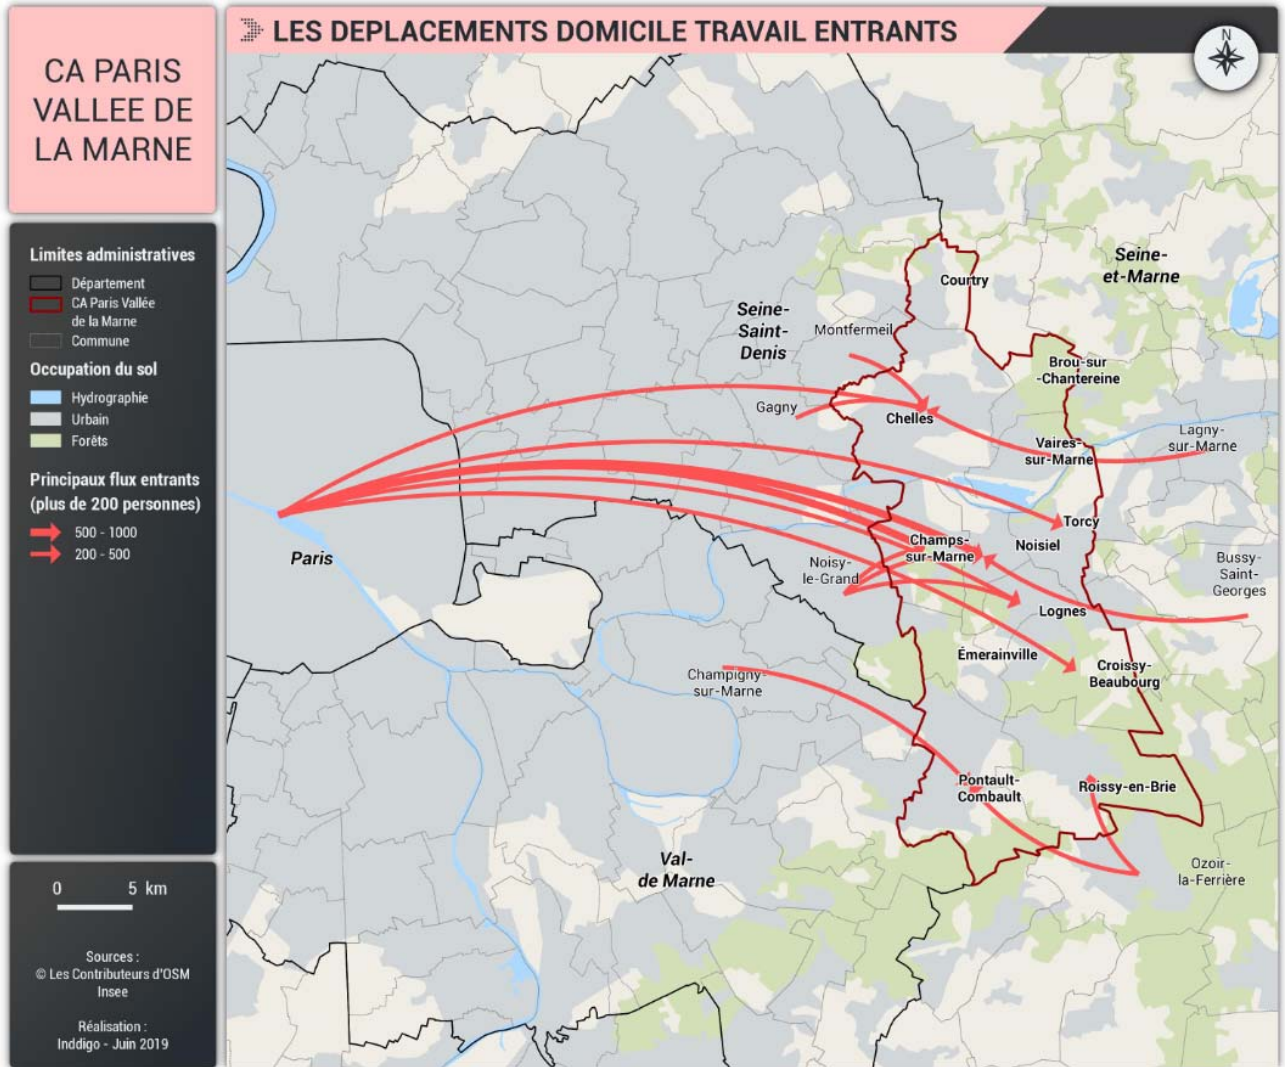 CA PARIS
VALLEE DE
LA MARNE
LES DEPLACEMENTS DOMICILE TRAVAIL ENTRANTS
N
Limites administratives
Département
CA Paris Vallée
de la Marne
Commune
Occupation du sol
Hydrographie
Urbain
Forêts
Principaux flux entrants
(plus de 200 personnes)
500 - 1000
200 - 500
0 5 km
Sources :
© Les Contributeurs d'OSM
Insee
Réalisation :
Inddigo - Juin 2019
Seine-
et-Marne
Courtry
Seine-
Saint-
Denis
Montfermeil
Brou-sur
-Chantereine
Gagny
Chelles
Lagny-
sur-Marne
Vaires-
sur-Marne
Torcy
Paris
Champs-
sur-Marne
Noisiel
Noisy-
le-Grand
Bussy-
Saint-
Georges
Lognes
Émerainville
Croissy-
Beaubourg
Champigny-
sur-Marne
Pontault-
Combault
Roissy-en-Brie
Val-
de Marne
Ozoir-
la-Ferrière